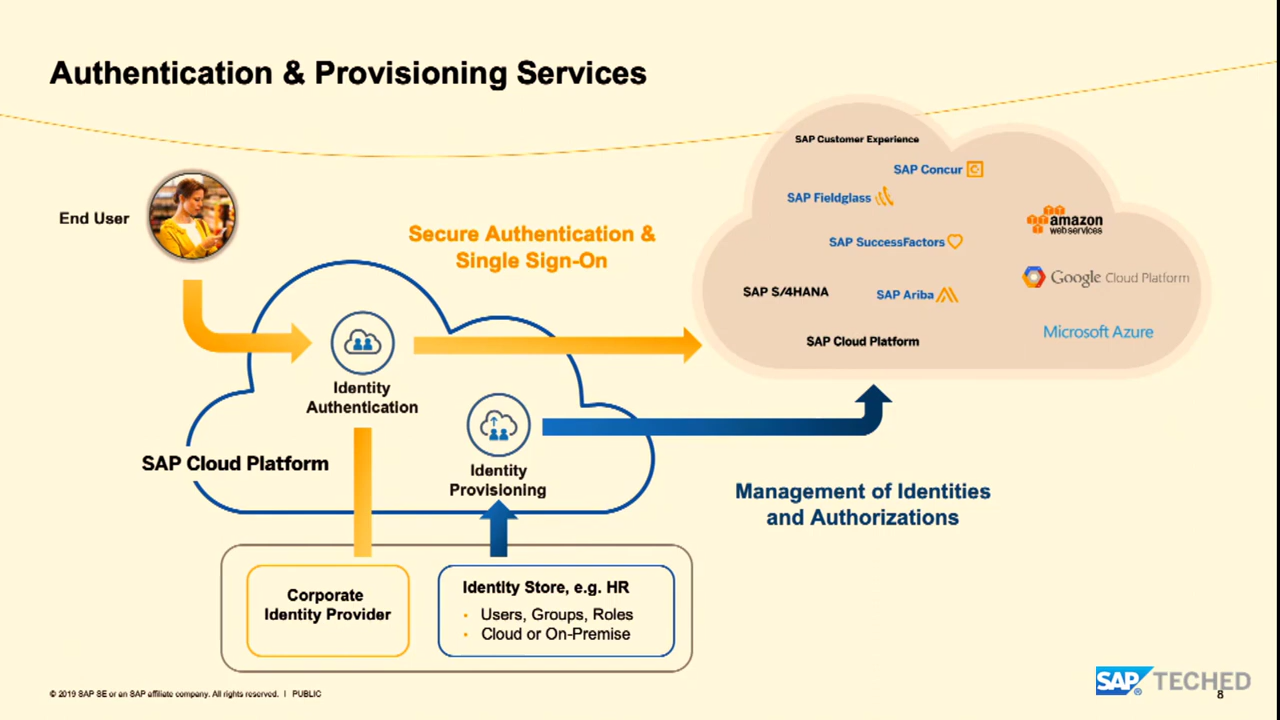 Authentication & Provisioning Services
End User
Secure Authentication &
Single Sign-On
SAP Customer Experience
SAP Concur
SAP Fieldglass
SAP SuccessFactors
SAP S/4HANA
SAP Ariba
SAP Cloud Platform
amazon
webservices
Google Cloud Platform
Microsoft Azure
Identity
Authentication
Identity
Provisioning
SAP Cloud Platform
Management of Identities
and Authorizations
Corporate
Identity Provider
Identity Store, e.g. HR
• Users, Groups, Roles
• Cloud or On-Premise
© 2019 SAP SE or an SAP affiliate company. All rights reserved. | PUBLIC
SAP® TECHED
8